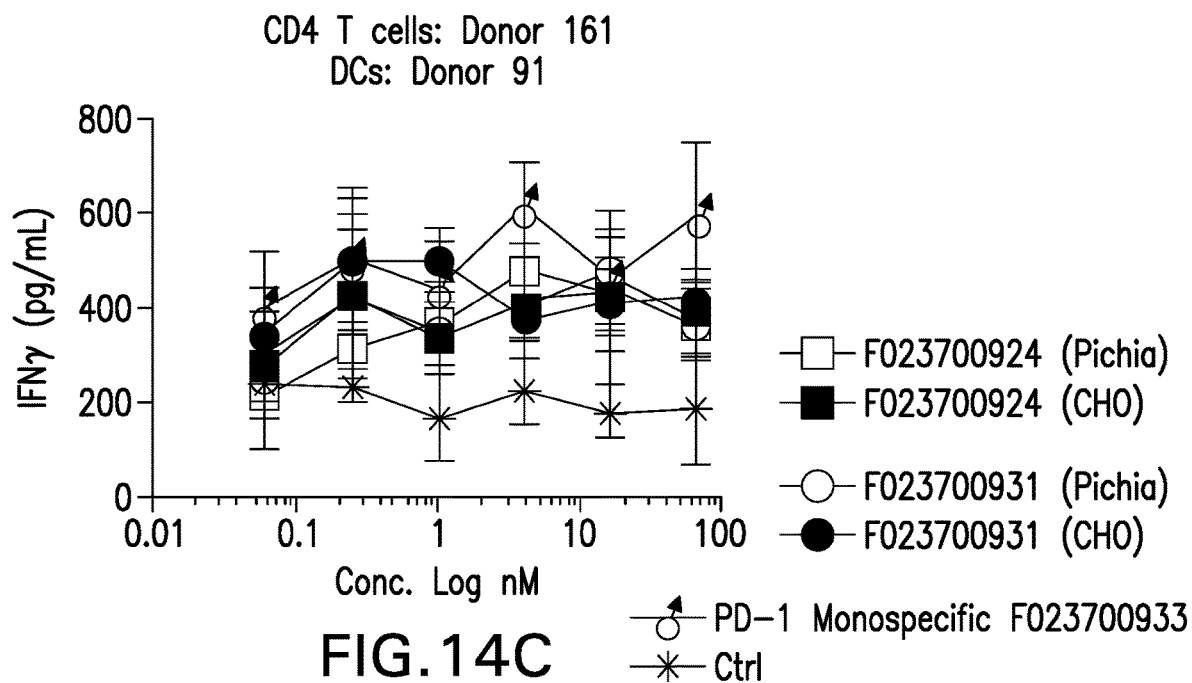 CD4 T cells: Donor 161
DCs: Donor 91
IFNγ (pg/mL)
800
600
400
200
0
0.01
0.1
1
10
100
Conc. Log nM
F023700924 (Pichia)
F023700924 (CHO)
F023700931 (Pichia)
F023700931 (CHO)
PD-1 Monospecific F023700933
Ctrl
FIG.14C